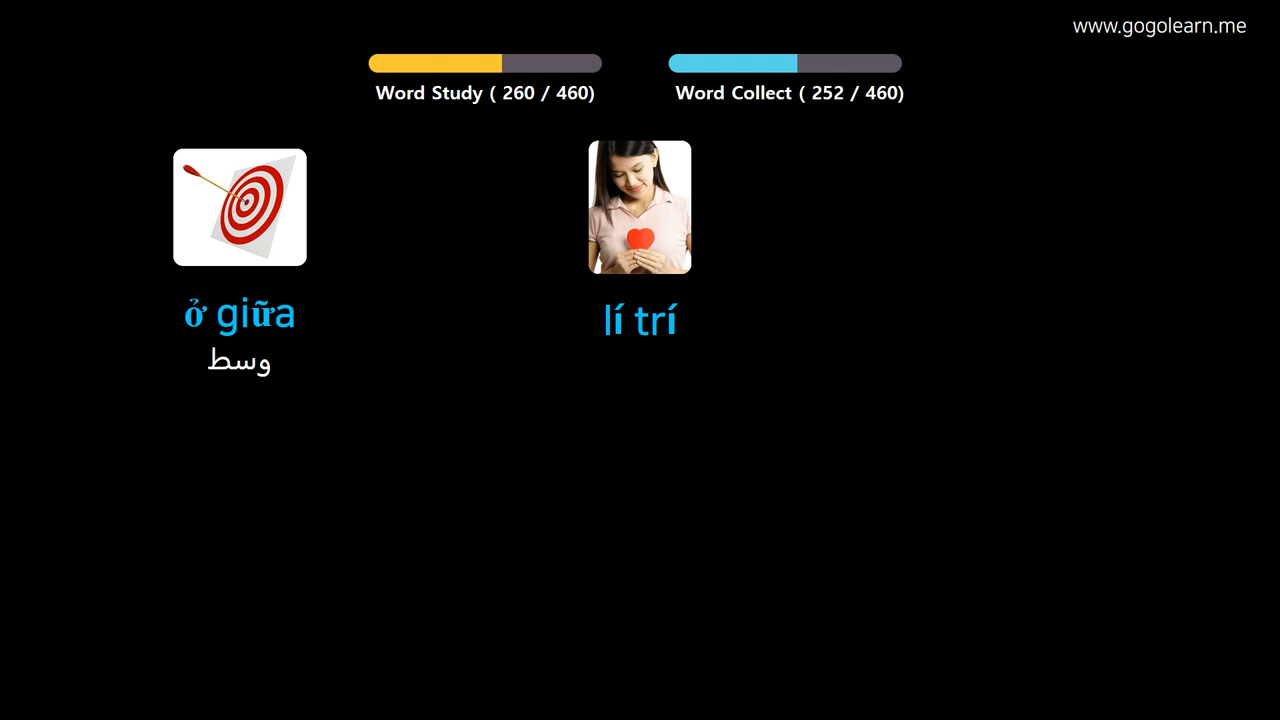 www.gogolearn.me
Word Study ( 260 / 460)
Word Collect ( 252 / 460)
ở giữa
وسط
lí trí